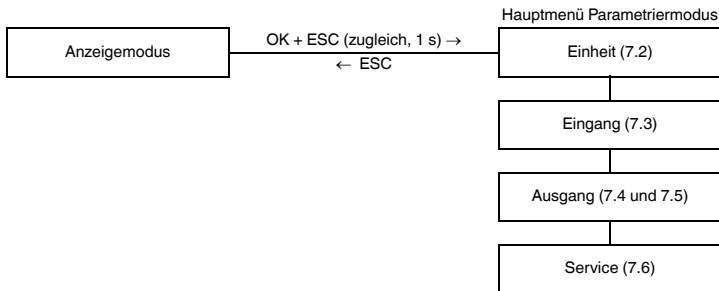 Hauptmenü Parametriermodus
Anzeigemodus
OK + ESC (zugleich, 1 s) →
← ESC
Einheit (7.2)
Eingang (7.3)
Ausgang (7.4 und 7.5)
Service (7.6)